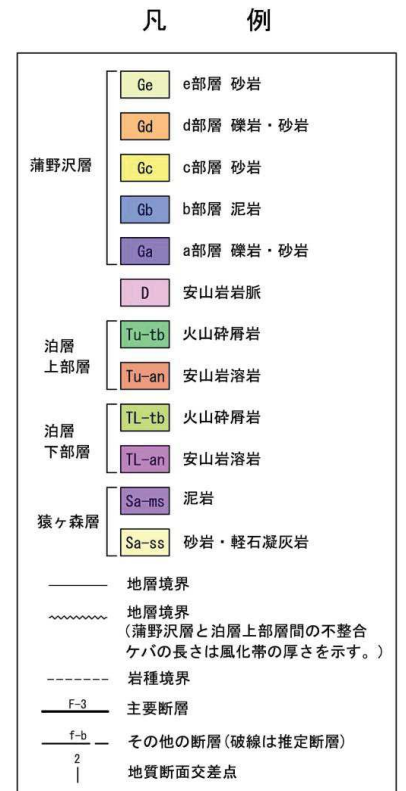 凡 例
蒲野沢層
Ge e部層 砂岩
Gd d部層 礫岩・砂岩
Gc c部層 砂岩
Gb b部層 泥岩
Ga a部層 礫岩・砂岩
D 安山岩岩脈
泊層
上部層
Tu-tb 火山砕屑岩
Tu-an 安山岩溶岩
泊層
下部層
TL-tb 火山砕屑岩
TL-an 安山岩溶岩
猿ヶ森層
Sa-ms 泥岩
Sa-ss 砂岩・軽石凝灰岩
地層境界
地層境界
(蒲野沢層と泊層上部層間の不整合
ケバの長さは風化帯の厚さを示す。)
岩種境界
F-3 主要断層
f-b その他の断層(破線は推定断層)
2 地質断面交差点